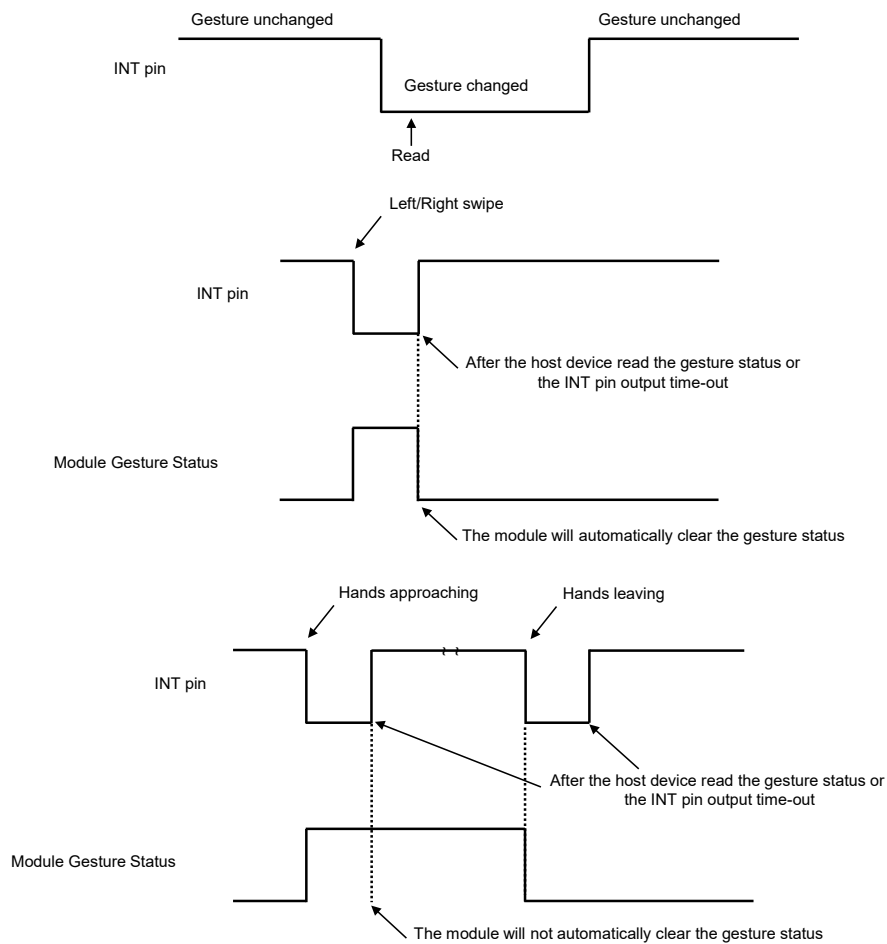 Gesture unchanged
Gesture unchanged
INT pin
Gesture changed
Read
Left/Right swipe
INT pin
After the host device read the gesture status or
the INT pin output time-out
Module Gesture Status
The module will automatically clear the gesture status
Hands approaching
Hands leaving
INT pin
After the host device read the gesture status or
the INT pin output time-out
Module Gesture Status
The module will not automatically clear the gesture status